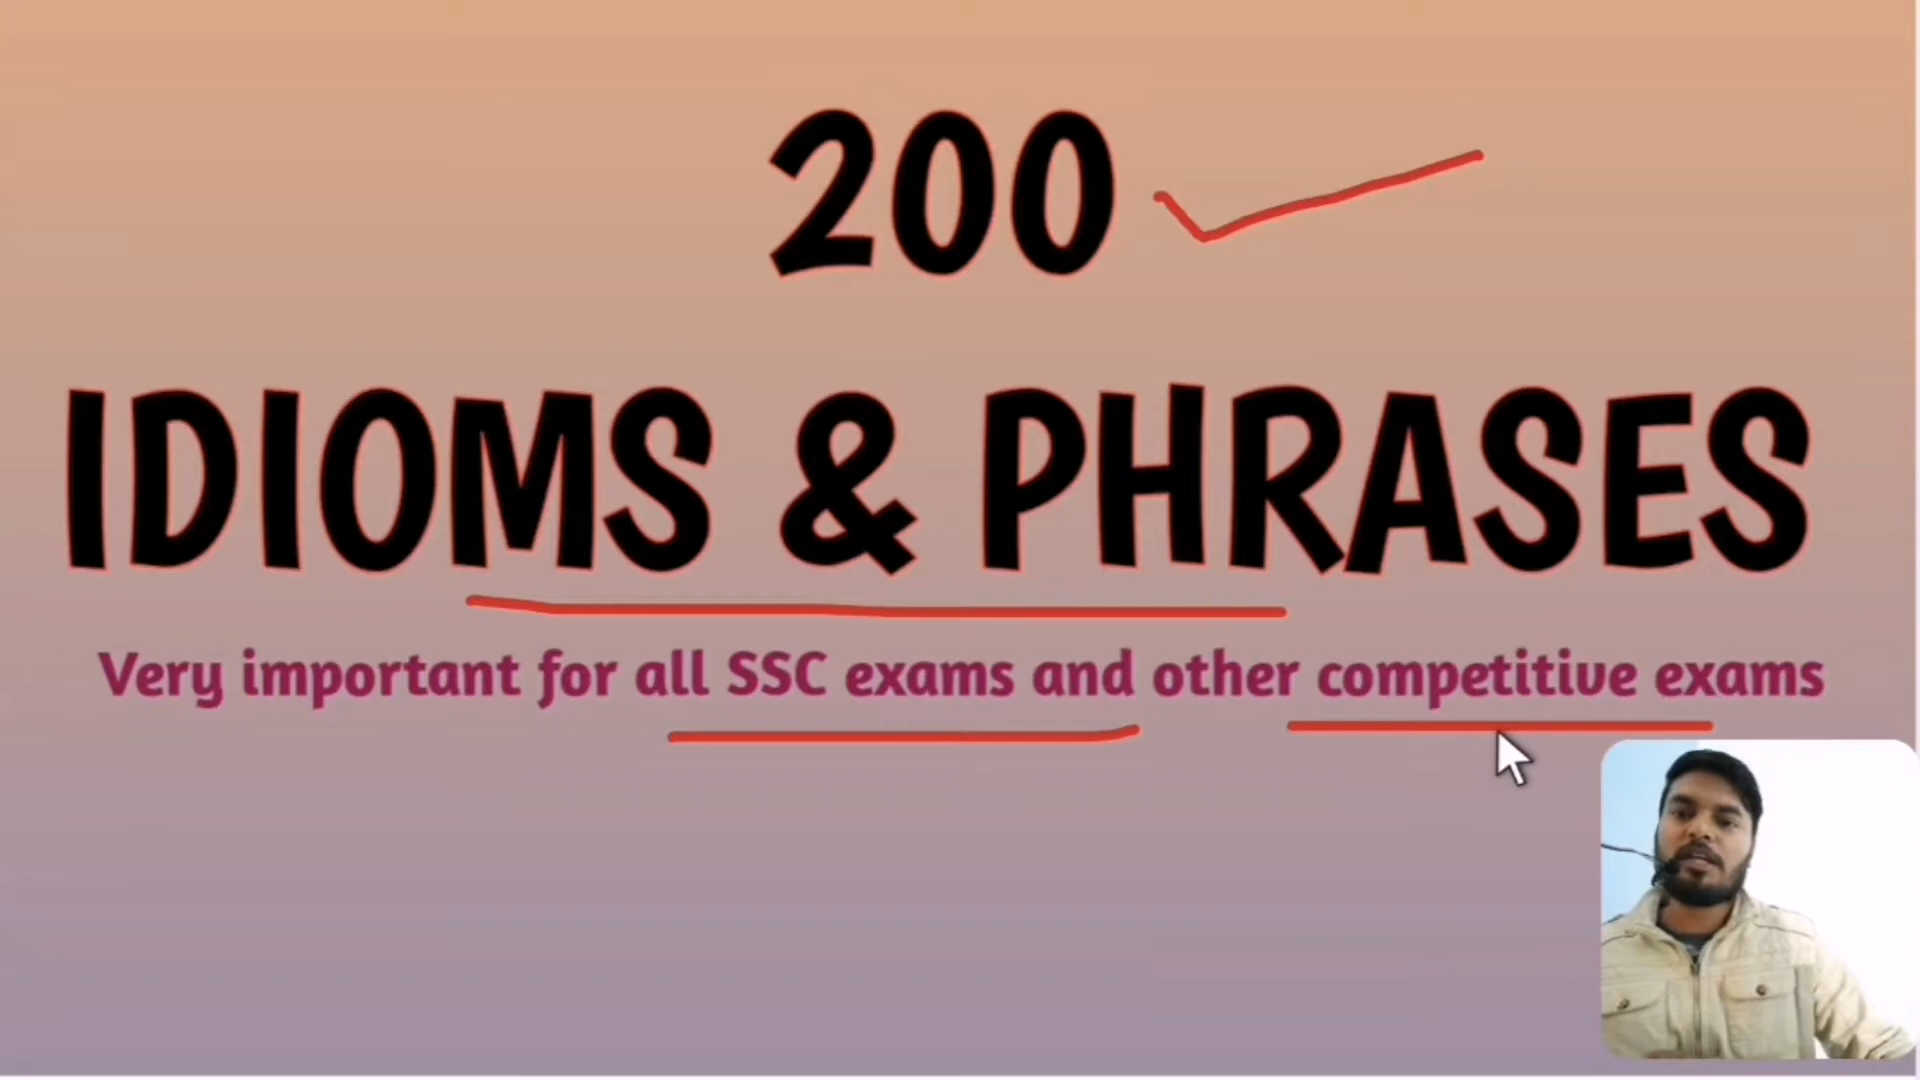 200
IDIOMS & PHRASES
Very important for all SSC exams and other competitive exams